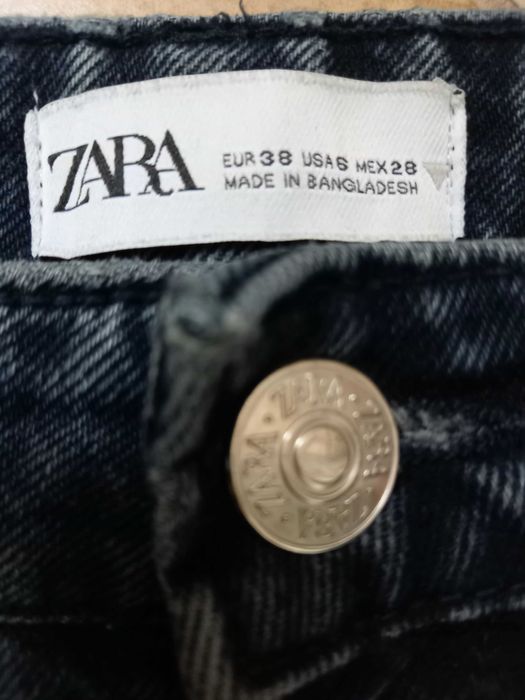 ZARA
EUR 38 USA 6 MEX 28
MADE IN BANGLADESH
ZARA · ZARA · ZARA · ZARA